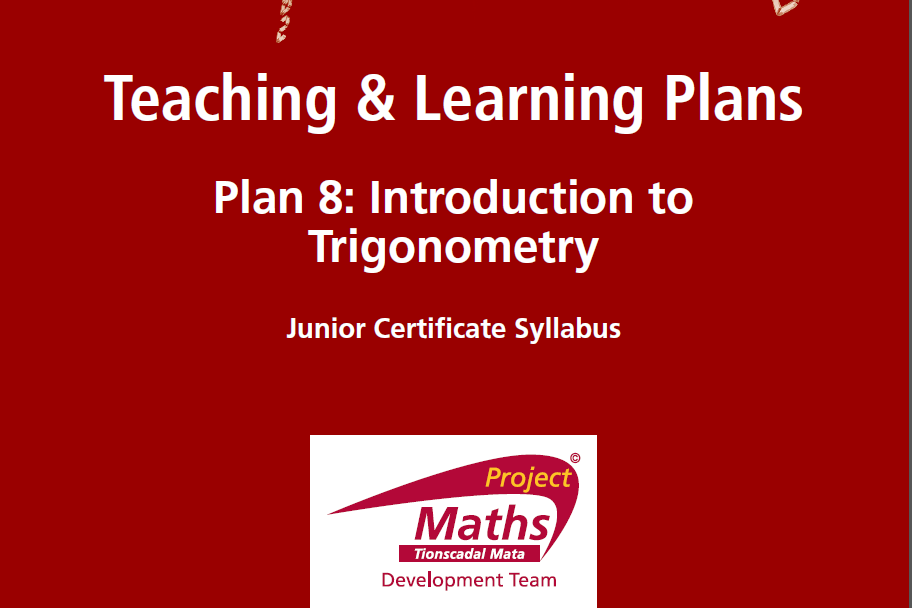 Teaching & Learning Plans
Plan 8: Introduction to
Trigonometry
Junior Certificate Syllabus
©
Project
Maths
Tionscadal Mata
Development Team